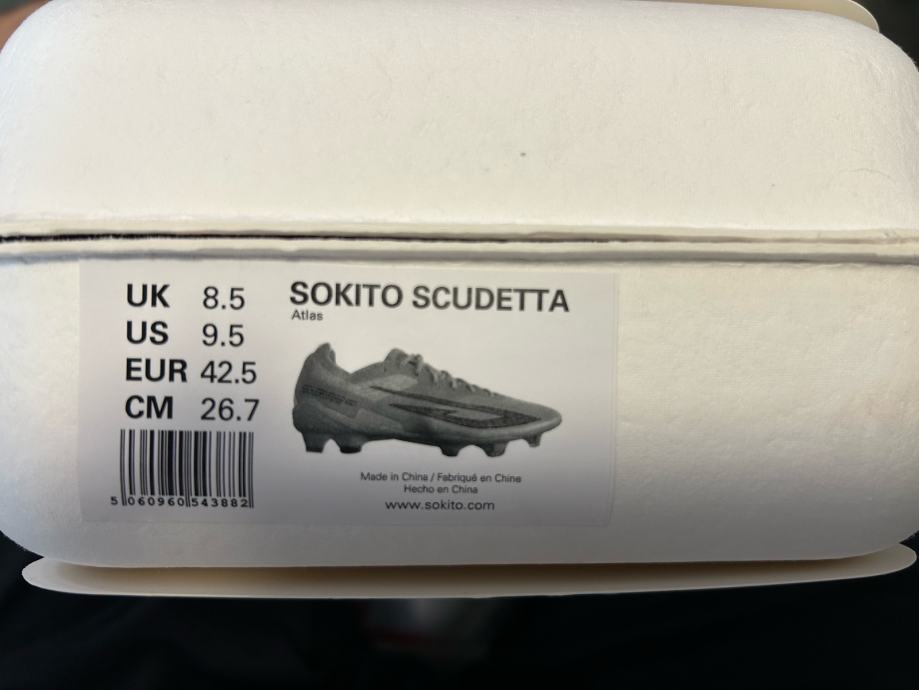 UK 8.5
US 9.5
EUR 42.5
CM 26.7
5 060960 543882
SOKITO SCUDETTA
Atlas
Made in China / Fabriqué en Chine
Hecho en China
www.sokito.com